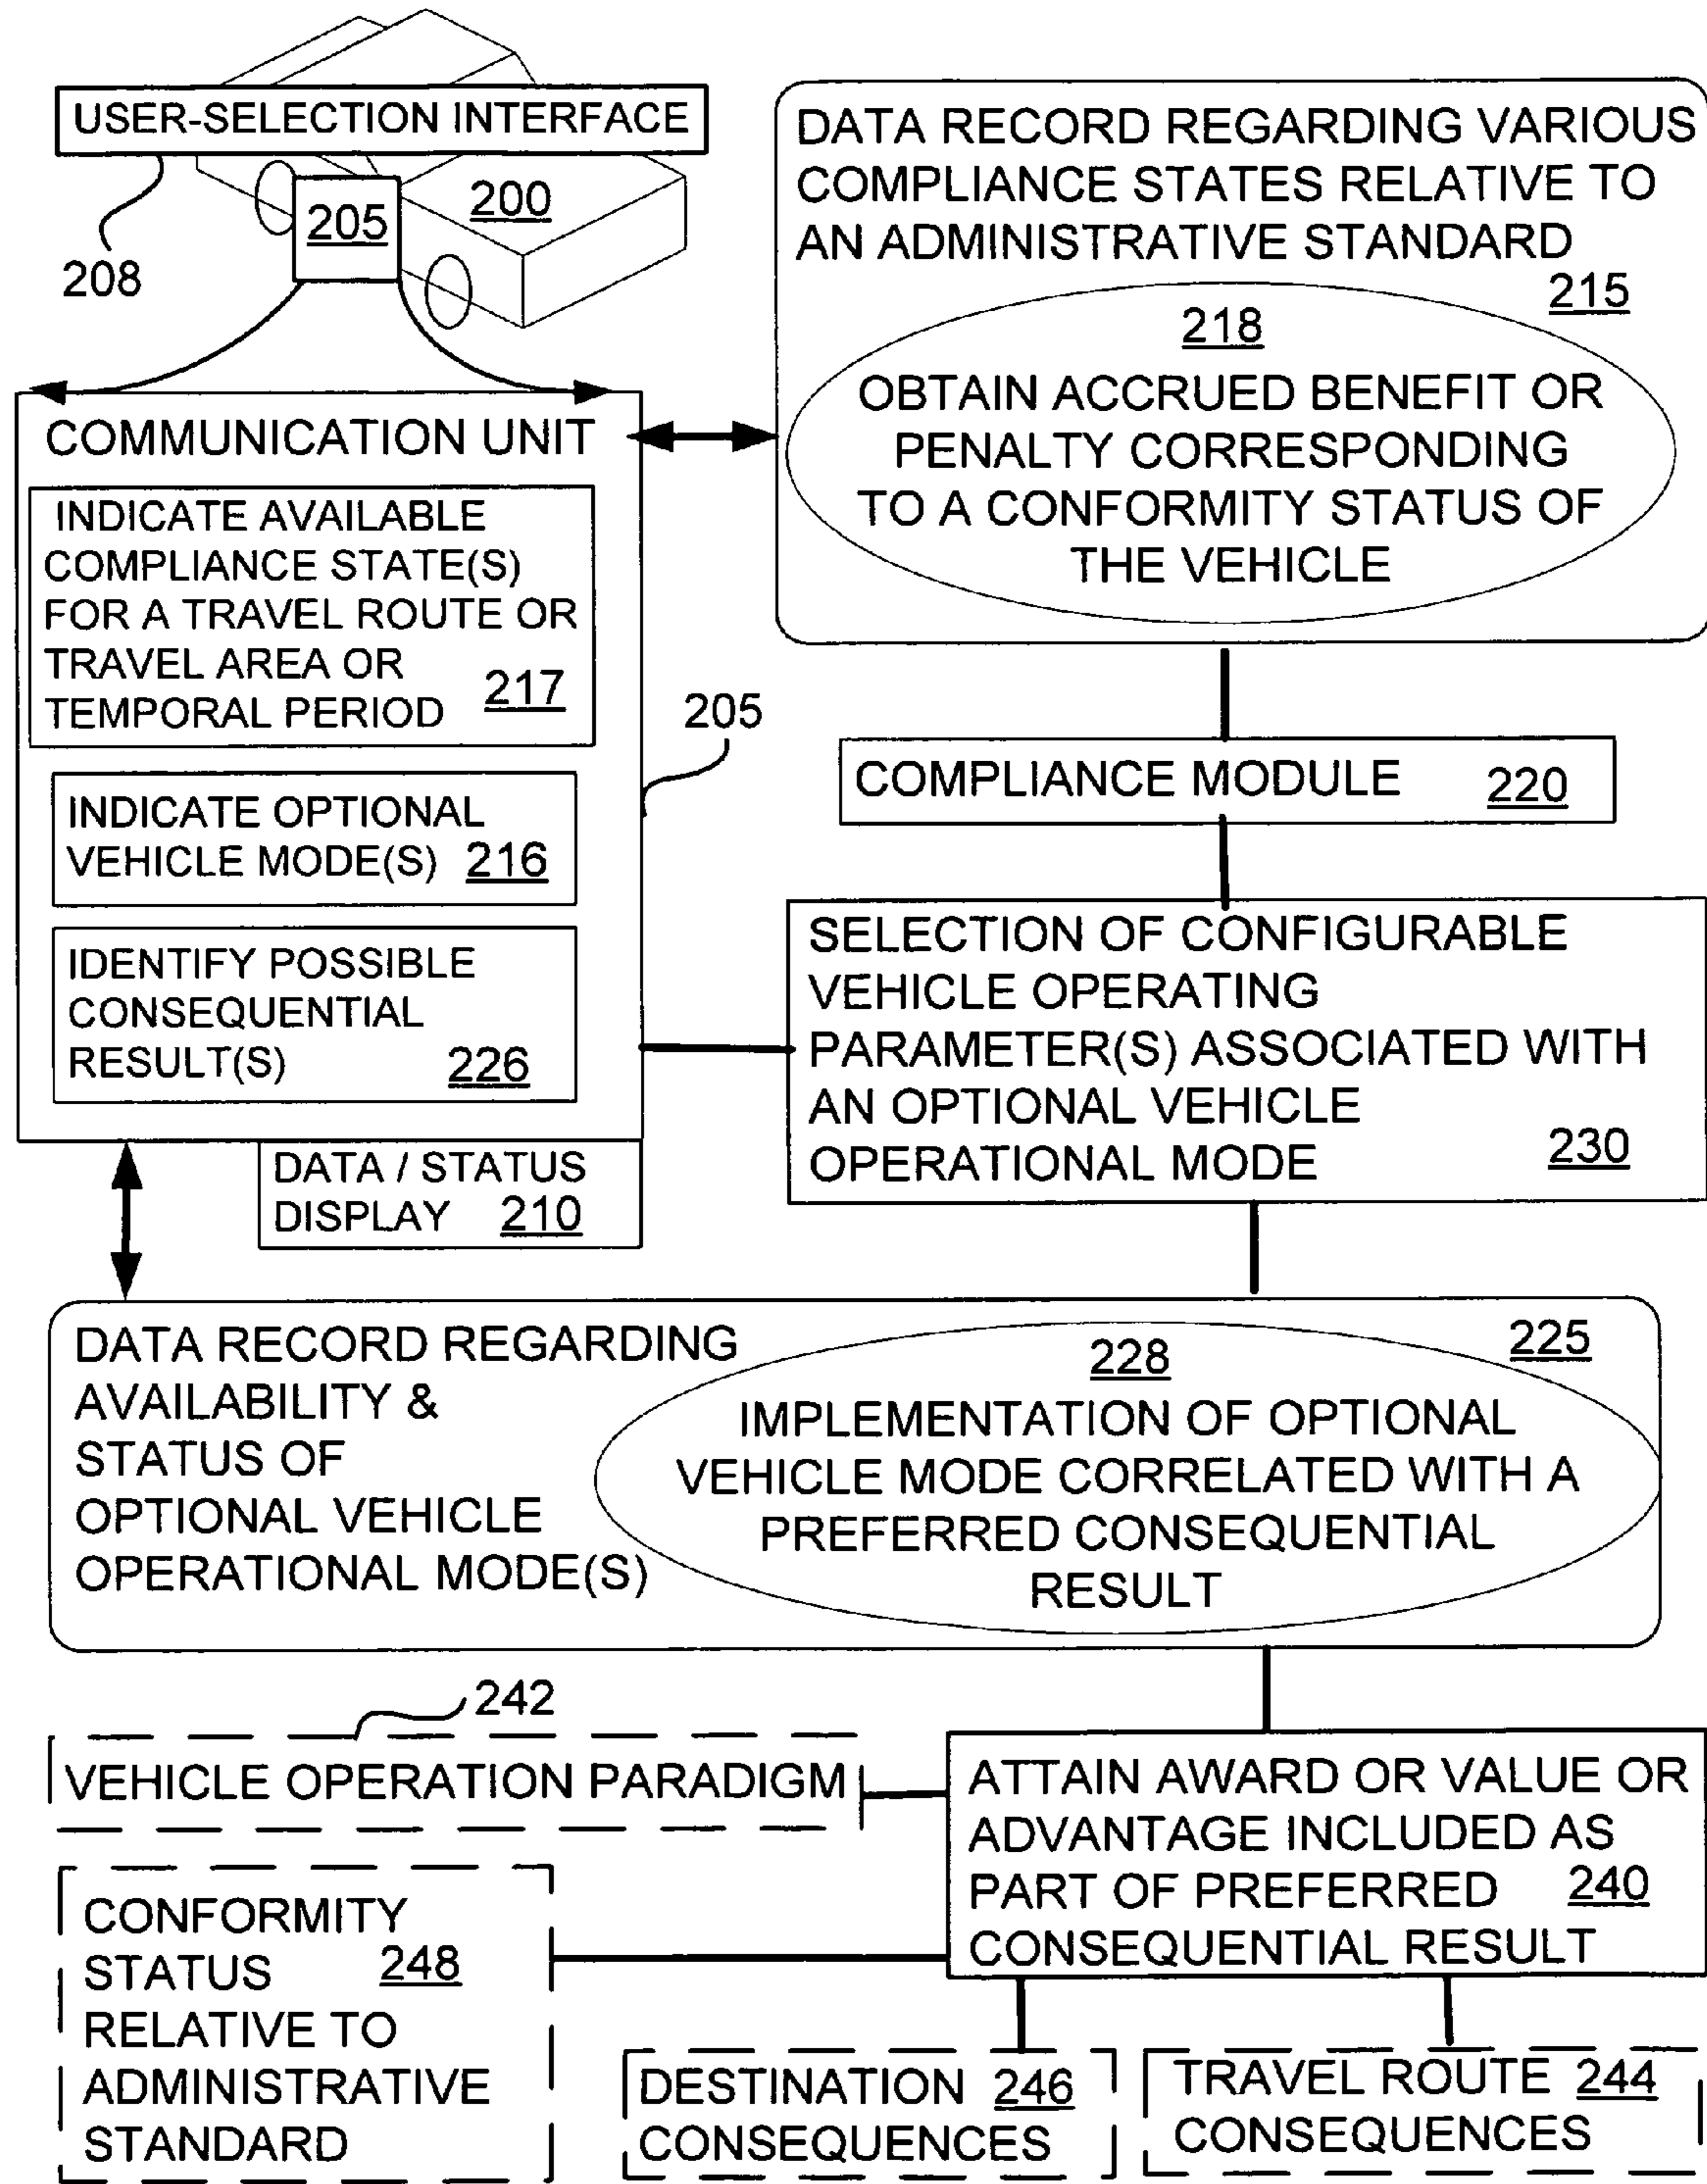 USER-SELECTION INTERFACE
200
205
208
DATA RECORD REGARDING VARIOUS
COMPLIANCE STATES RELATIVE TO
AN ADMINISTRATIVE STANDARD
215
218
OBTAIN ACCRUED BENEFIT OR
PENALTY CORRESPONDING
TO A CONFORMITY STATUS OF
THE VEHICLE
COMMUNICATION UNIT
INDICATE AVAILABLE
COMPLIANCE STATE(S)
FOR A TRAVEL ROUTE OR
TRAVEL AREA OR
TEMPORAL PERIOD 217
205
INDICATE OPTIONAL
VEHICLE MODE(S) 216
IDENTIFY POSSIBLE
CONSEQUENTIAL
RESULT(S) 226
DATA / STATUS
DISPLAY 210
COMPLIANCE MODULE 220
SELECTION OF CONFIGURABLE
VEHICLE OPERATING
PARAMETER(S) ASSOCIATED WITH
AN OPTIONAL VEHICLE
OPERATIONAL MODE 230
DATA RECORD REGARDING
AVAILABILITY &
STATUS OF
OPTIONAL VEHICLE
OPERATIONAL MODE(S)
225
228
IMPLEMENTATION OF OPTIONAL
VEHICLE MODE CORRELATED WITH A
PREFERRED CONSEQUENTIAL
RESULT
242
VEHICLE OPERATION PARADIGM
ATTAIN AWARD OR VALUE OR
ADVANTAGE INCLUDED AS
PART OF PREFERRED 240
CONSEQUENTIAL RESULT
CONFORMITY
STATUS 248
RELATIVE TO
ADMINISTRATIVE
STANDARD
DESTINATION 246
CONSEQUENCES
TRAVEL ROUTE 244
CONSEQUENCES